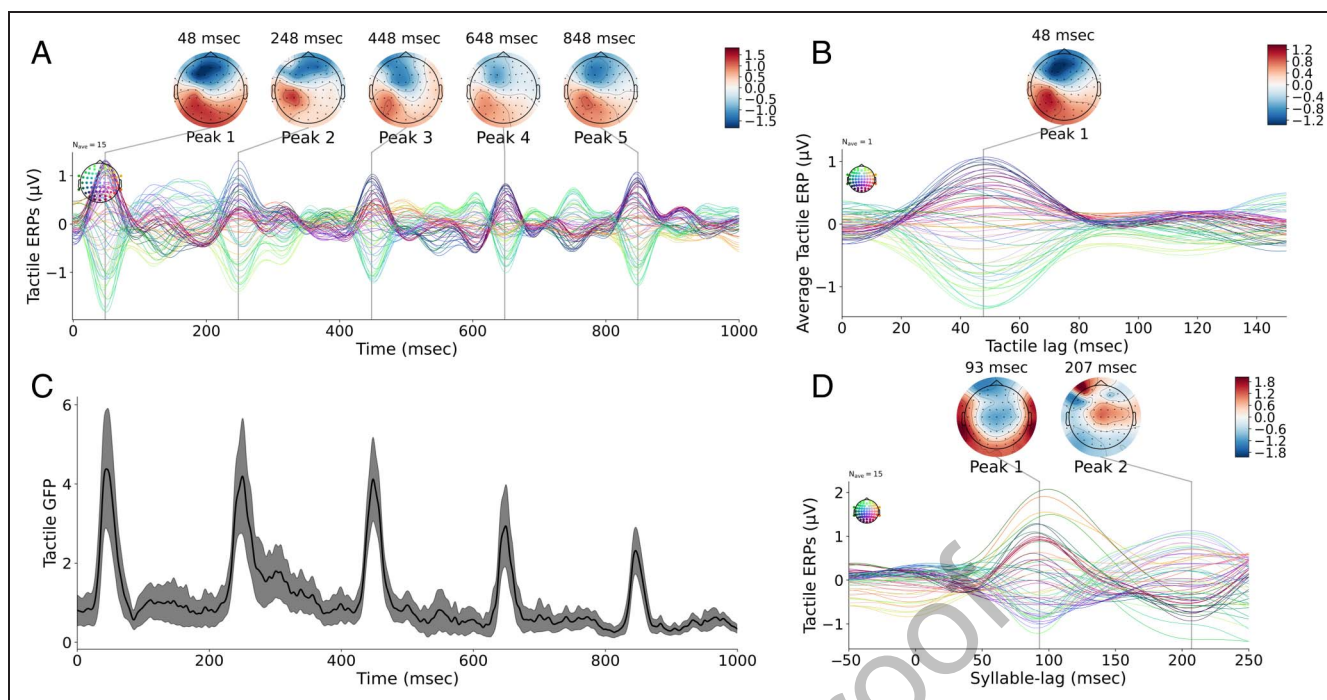 A
48 msec 248 msec 448 msec 648 msec 848 msec
1.5
1.0
0.5
0.0
−0.5
−1.0
−1.5
Peak 1 Peak 2 Peak 3 Peak 4 Peak 5
Nave = 15
Tactile ERPs (µV)
1
0
−1
0 200 400 600 800 1000
Time (msec)
B
48 msec
1.2
0.8
0.4
0.0
−0.4
−0.8
−1.2
Peak 1
Nave = 1
Average Tactile ERP (µV)
1
0
−1
0 20 40 60 80 100 120 140
Tactile lag (msec)
C
Tactile GFP
6
4
2
0
0 200 400 600 800 1000
Time (msec)
D
93 msec 207 msec
1.8
1.2
0.6
0.0
−0.6
−1.2
−1.8
Peak 1 Peak 2
Nave = 15
Tactile ERPs (µV)
2
1
0
−1
−50 0 50 100 150 200 250
Syllable-lag (msec)
roof